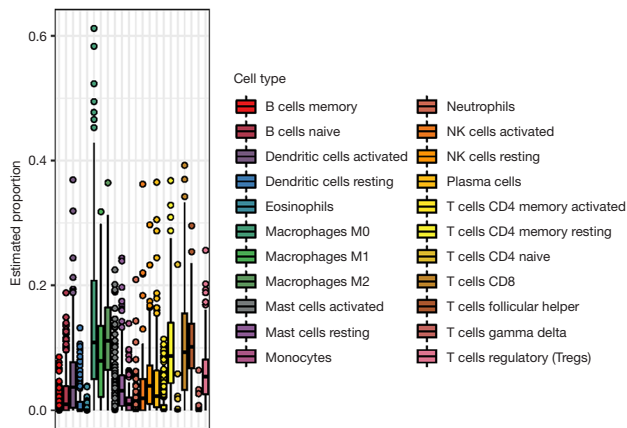 0.6
0.4
0.2
0.0
Estimated proportion
Cell type
B cells memory
B cells naive
Dendritic cells activated
Dendritic cells resting
Eosinophils
Macrophages M0
Macrophages M1
Macrophages M2
Mast cells activated
Mast cells resting
Monocytes
Neutrophils
NK cells activated
NK cells resting
Plasma cells
T cells CD4 memory activated
T cells CD4 memory resting
T cells CD4 naive
T cells CD8
T cells follicular helper
T cells gamma delta
T cells regulatory (Tregs)